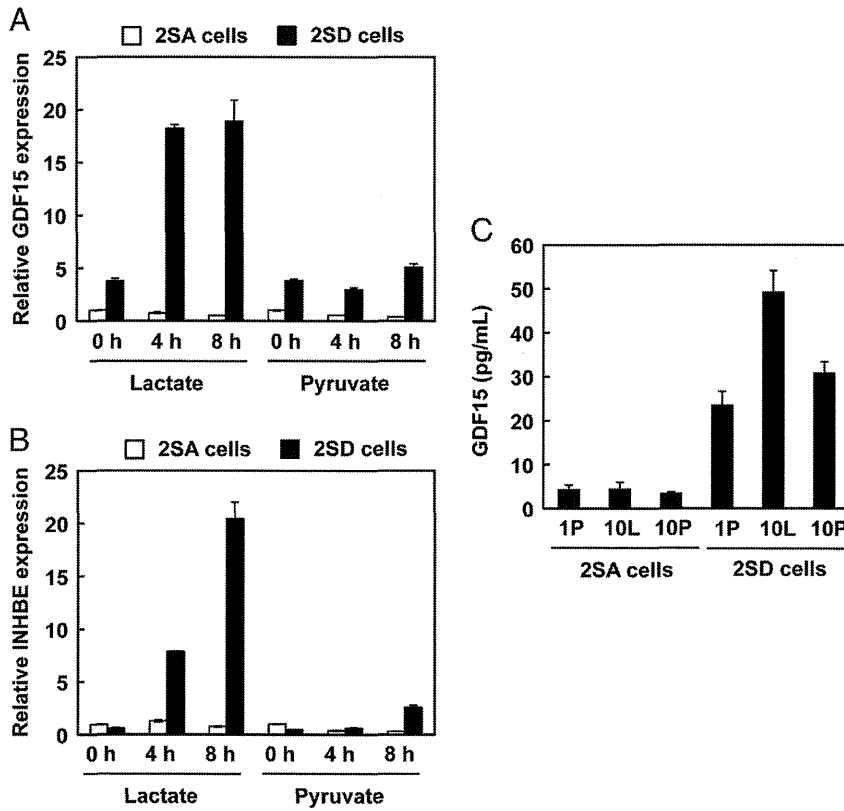 A
2SA cells 2SD cells
Relative GDF15 expression
25
20
15
10
5
0
0 h 4 h 8 h 0 h 4 h 8 h
Lactate Pyruvate
B
2SA cells 2SD cells
Relative INHBE expression
25
20
15
10
5
0
0 h 4 h 8 h 0 h 4 h 8 h
Lactate Pyruvate
C
GDF15 (pg/mL)
60
50
40
30
20
10
0
1P 10L 10P 1P 10L 10P
2SA cells 2SD cells